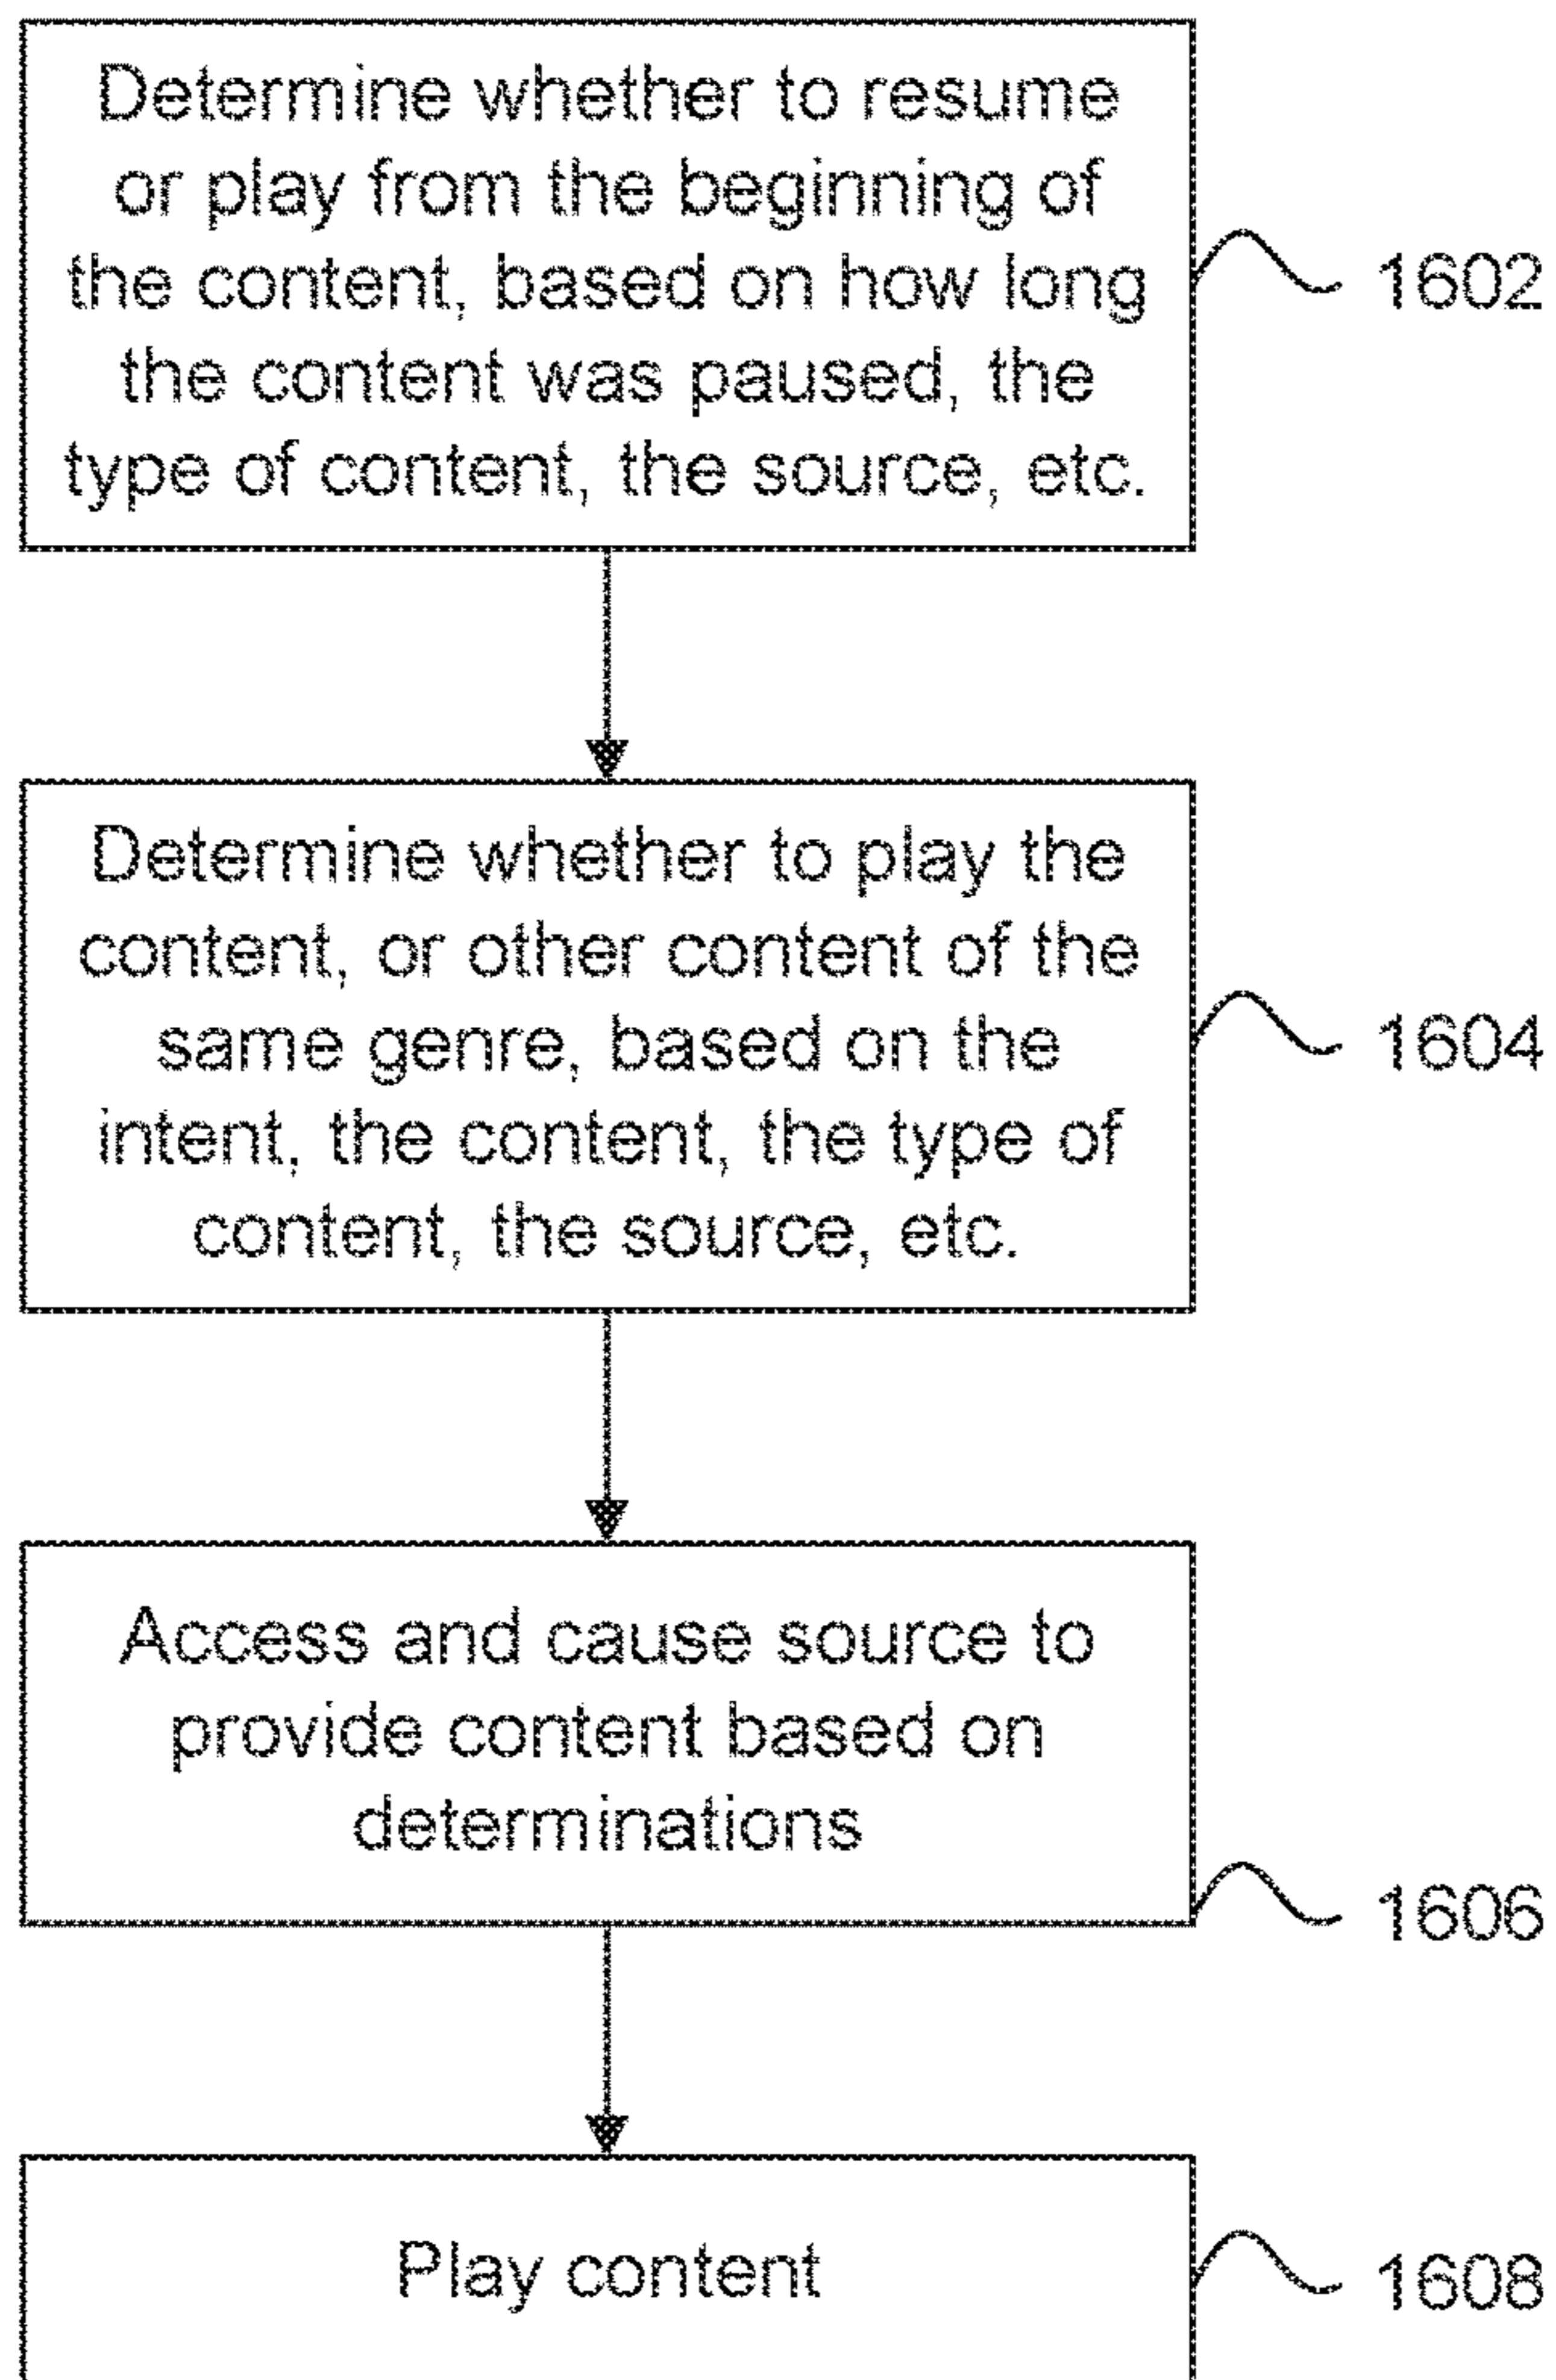 Determine whether to resume
or play from the beginning of
the content, based on how long
the content was paused, the
type of content, the source, etc.
1602
Determine whether to play the
content, or other content of the
same genre, based on the
intent, the content, the type of
content, the source, etc.
1604
Access and cause source to
provide content based on
determinations
1606
Play content
1608